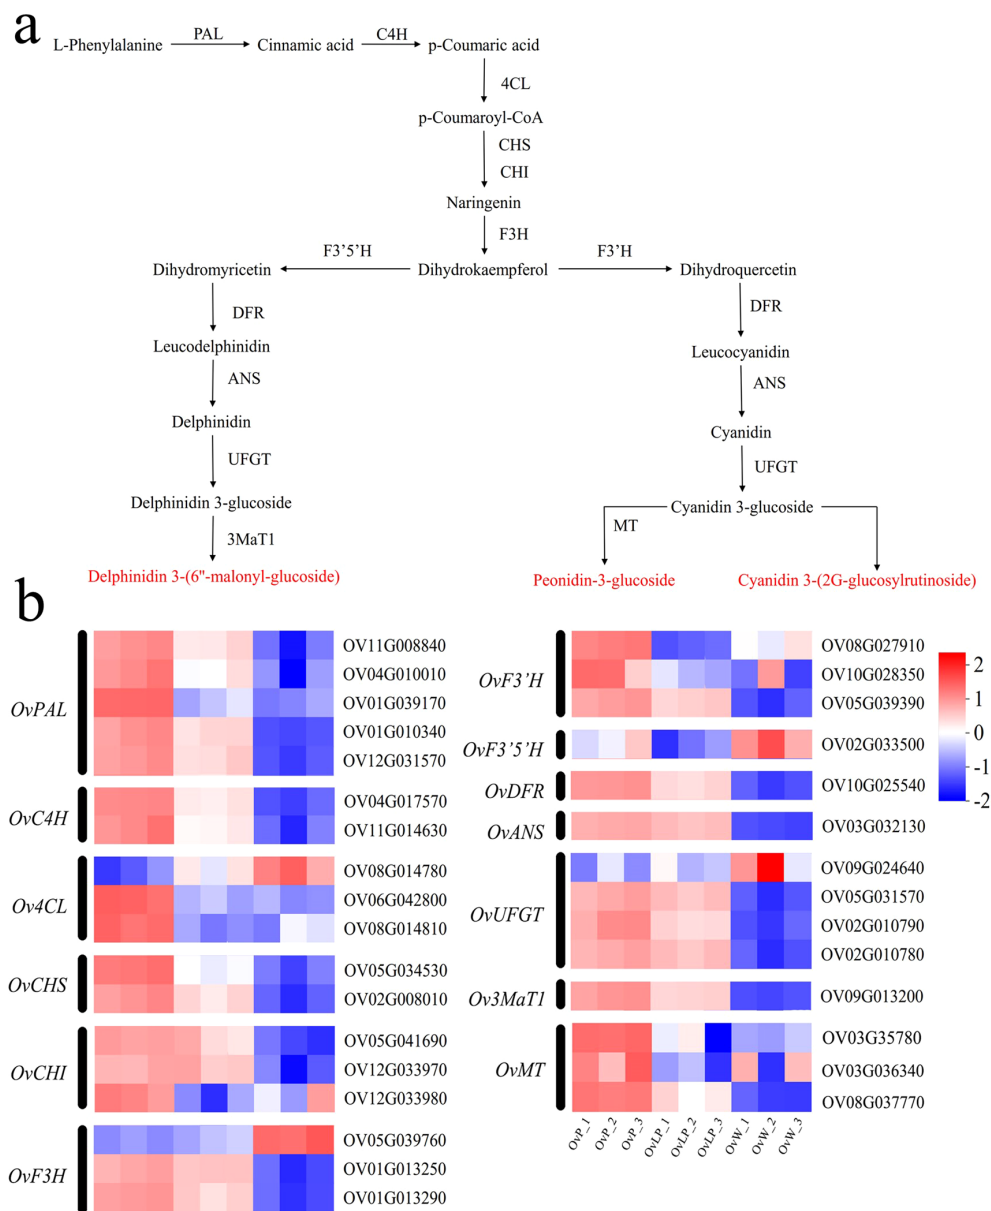 a
L-Phenylalanine PAL Cinnamic acid C4H p-Coumaric acid
4CL
p-Coumaroyl-CoA
CHS
CHI
Naringenin
F3H
F3'5'H F3'H
Dihydromyricetin Dihydrokaempferol Dihydroquercetin
DFR DFR
Leucodelphinidin Leucocyanidin
ANS ANS
Delphinidin Cyanidin
UFGT UFGT
Delphinidin 3-glucoside Cyanidin 3-glucoside
3MaT1 MT
Delphinidin 3-(6"-malonyl-glucoside) Peonidin-3-glucoside Cyanidin 3-(2G-glucosylrutinoside)
b
OvPAL
OV11G008840
OV04G010010
OV01G039170
OV01G010340
OV12G031570
OvC4H
OV04G017570
OV11G014630
Ov4CL
OV08G014780
OV06G042800
OV08G014810
OvCHS
OV05G034530
OV02G008010
OvCHI
OV05G041690
OV12G033970
OV12G033980
OvF3H
OV05G039760
OV01G013250
OV01G013290
OvF3'H
OV08G027910
OV10G028350
OV05G039390
OvF3'5'H
OV02G033500
OvDFR
OV10G025540
OvANS
OV03G032130
OvUFGT
OV09G024640
OV05G031570
OV02G010790
OV02G010780
Ov3MaT1
OV09G013200
OvMT
OV03G35780
OV03G036340
OV08G037770
OvP_1 OvP_2 OvP_3 OvLP_1 OvLP_2 OvLP_3 OvW_1 OvW_2 OvW_3
2
1
0
-1
-2